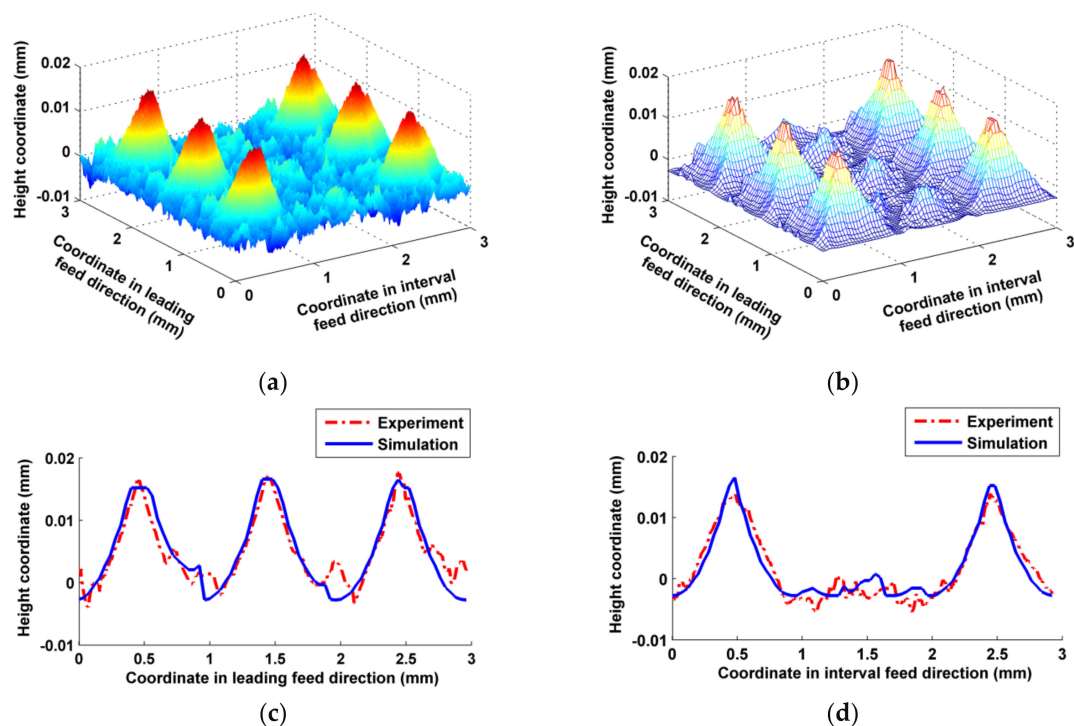 0.02
0.01
0
-0.01
Height coordinate (mm)
3
2
1
0
Coordinate in leading
feed direction (mm)
0
1
2
3
Coordinate in interval
feed direction (mm)
(a)
0.02
0.01
0
-0.01
Height coordinate (mm)
3
2
1
0
Coordinate in leading
feed direction (mm)
0
1
2
3
Coordinate in interval
feed direction (mm)
(b)
Experiment
Simulation
0.02
0.01
0
-0.01
Height coordinate (mm)
0 0.5 1 1.5 2 2.5 3
Coordinate in leading feed direction (mm)
(c)
Experiment
Simulation
0.02
0.01
0
-0.01
Height coordinate (mm)
0 0.5 1 1.5 2 2.5 3
Coordinate in interval feed direction (mm)
(d)